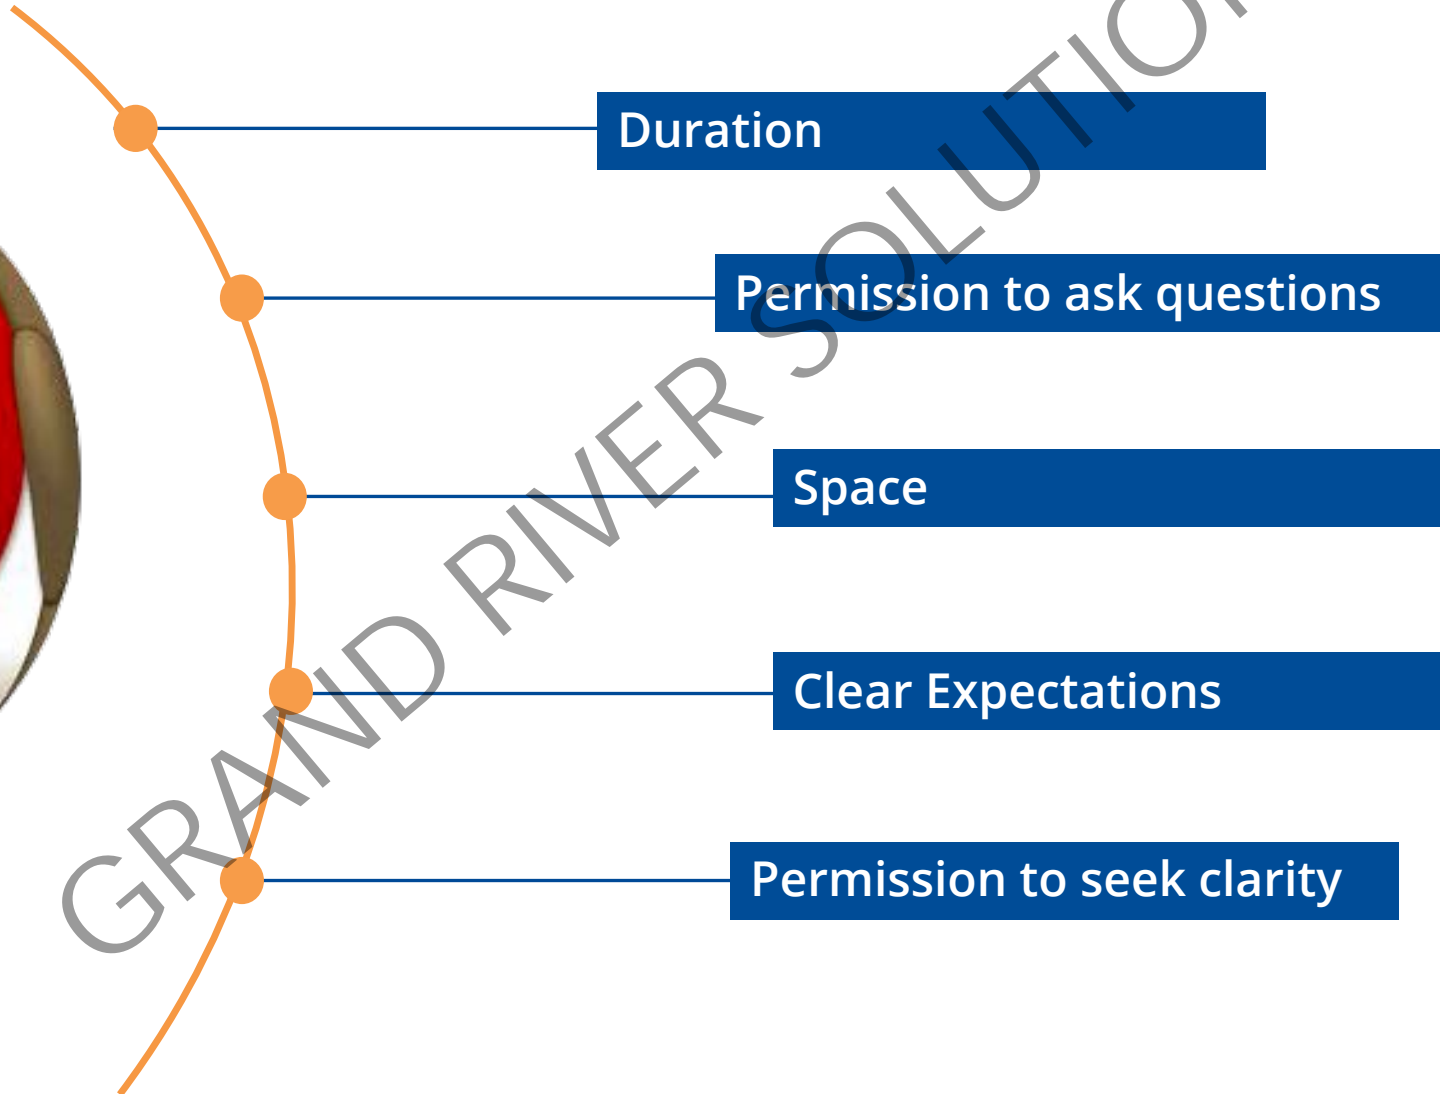 Duration
Permission to ask questions
Space
Clear Expectations
Permission to seek clarity
GRAND RIVER SOLUTIO